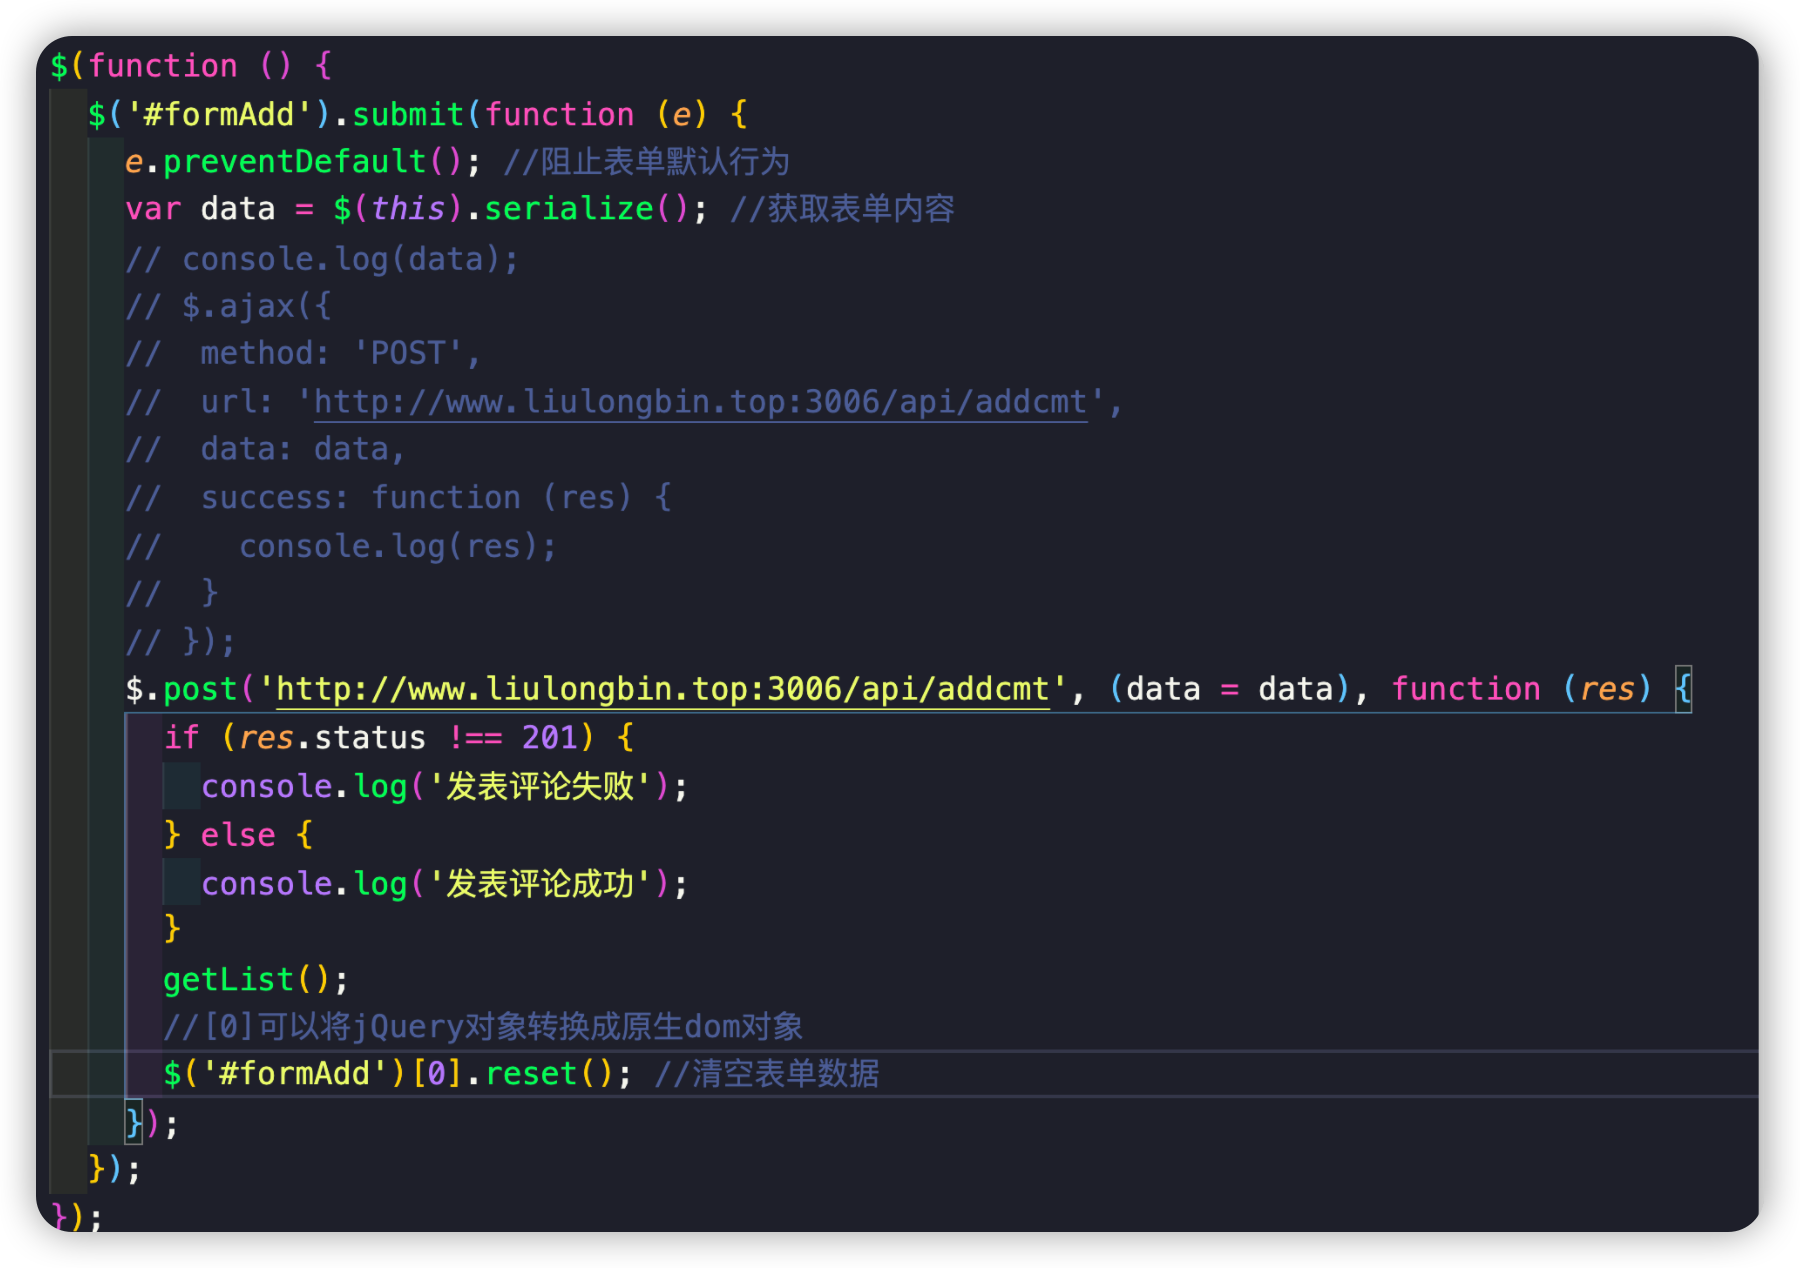 $(function () {
$('#formAdd').submit(function (e) {
e.preventDefault(); //阻止表单默认行为
var data = $(this).serialize(); //获取表单内容
// console.log(data);
// $.ajax({
//  method: 'POST',
//  url: 'http://www.liulongbin.top:3006/api/addcmt',
//  data: data,
//  success: function (res) {
//    console.log(res);
//  }
// });
$.post('http://www.liulongbin.top:3006/api/addcmt', (data = data), function (res) {
if (res.status !== 201) {
console.log('发表评论失败');
} else {
console.log('发表评论成功');
}
getList();
//[0]可以将jQuery对象转换成原生dom对象
$('#formAdd')[0].reset(); //清空表单数据
});
});
});